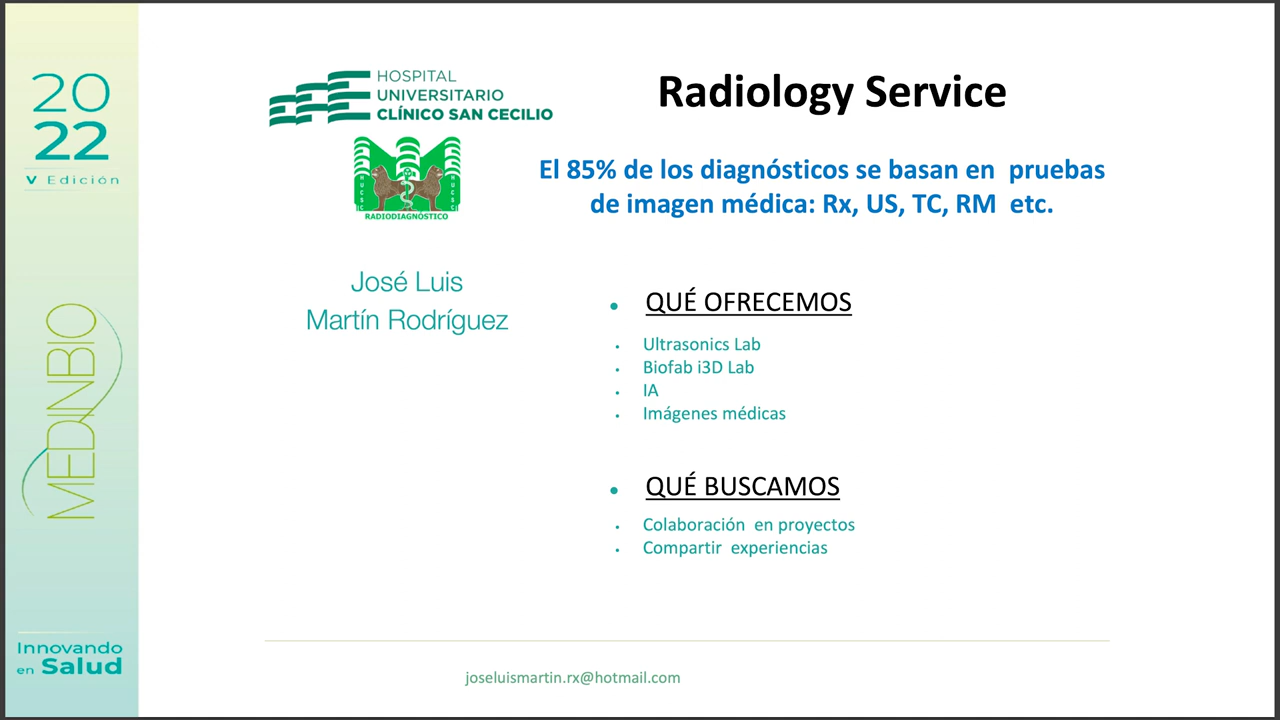 20
22
V Edición
MEDINBIO
Innovando
en Salud
HOSPITAL
UNIVERSITARIO
CLÍNICO SAN CECILIO
HUCSC
HUCSC
RADIODIAGNÓSTICO
José Luis
Martín Rodríguez
Radiology Service
El 85% de los diagnósticos se basan en  pruebas
de imagen médica: Rx, US, TC, RM  etc.
• QUÉ OFRECEMOS
• Ultrasonics Lab
• Biofab i3D Lab
• IA
• Imágenes médicas
• QUÉ BUSCAMOS
• Colaboración  en proyectos
• Compartir  experiencias
joseluismartin.rx@hotmail.com